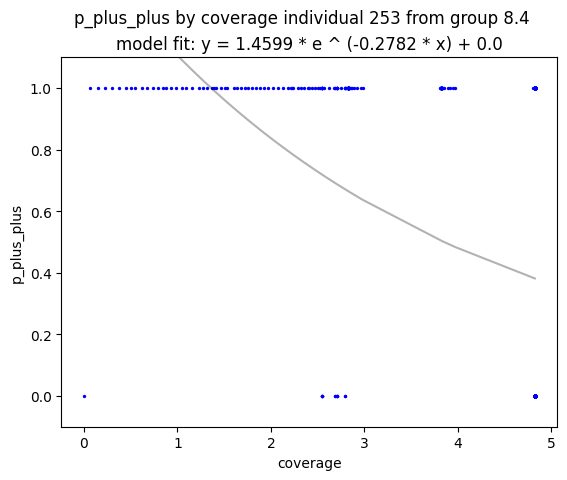 p_plus_plus by coverage individual 253 from group 8.4
model fit: y = 1.4599 * e ^ (-0.2782 * x) + 0.0
1.0
0.8
0.6
0.4
0.2
0.0
p_plus_plus
0 1 2 3 4 5
coverage